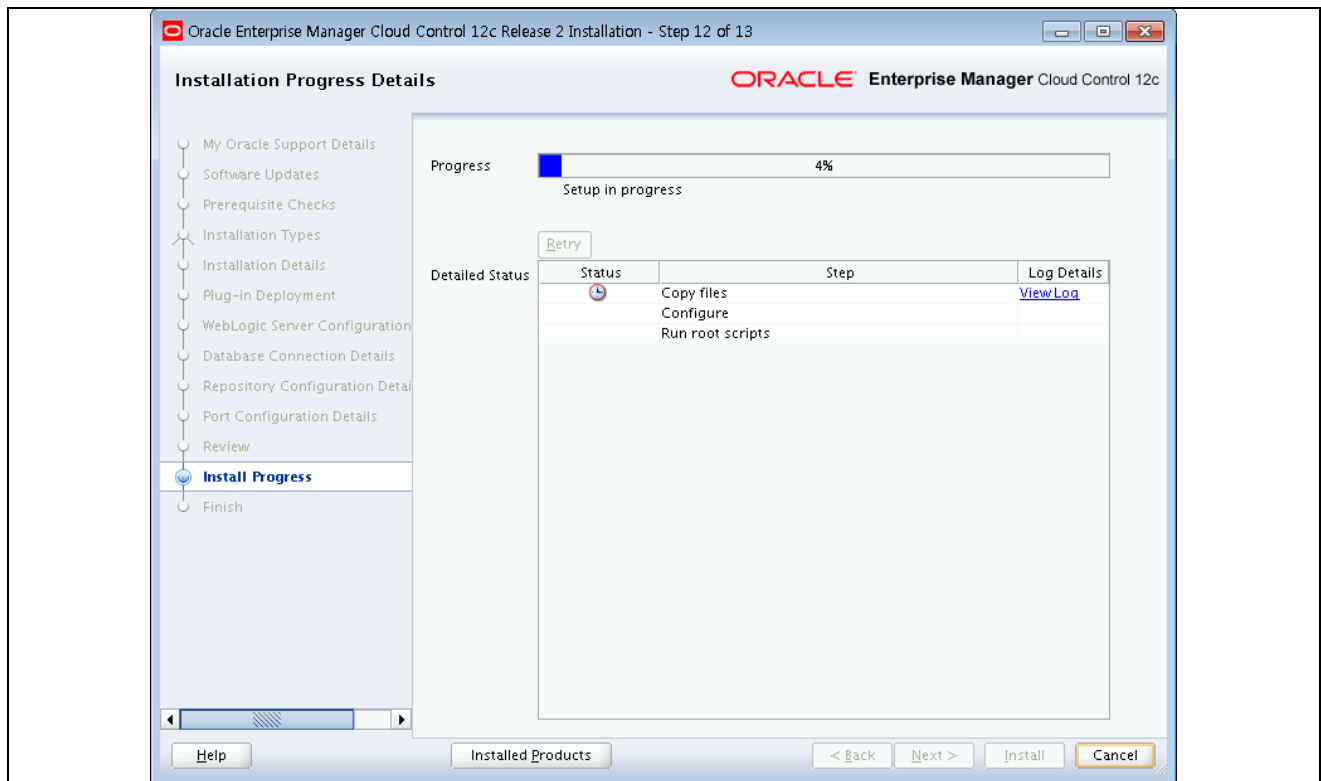 Oracle Enterprise Manager Cloud Control 12c Release 2 Installation - Step 12 of 13
Installation Progress Details
ORACLE Enterprise Manager Cloud Control 12c
My Oracle Support Details
Software Updates
Prerequisite Checks
Installation Types
Installation Details
Plug-in Deployment
WebLogic Server Configuration
Database Connection Details
Repository Configuration Detai
Port Configuration Details
Review
Install Progress
Finish
Progress 4%
Setup in progress
Retry
Detailed Status
Status Step Log Details
Copy files View Log
Configure
Run root scripts
Help Installed Products < Back Next > Install Cancel